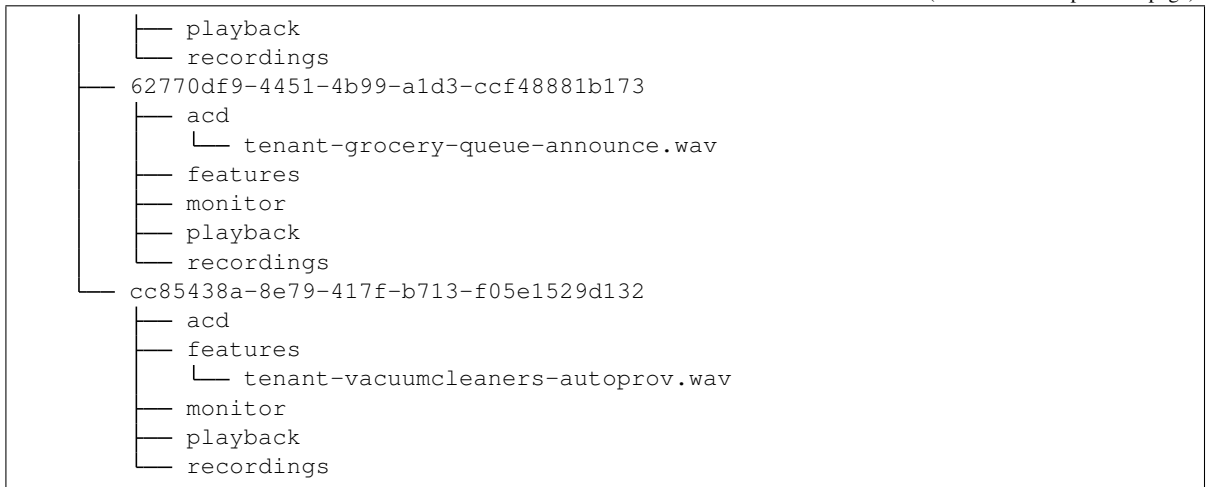 │   ├── playback
│   └── recordings
├── 62770df9-4451-4b99-a1d3-ccf48881b173
│   ├── acd
│   │   └── tenant-grocery-queue-announce.wav
│   ├── features
│   ├── monitor
│   ├── playback
│   └── recordings
└── cc85438a-8e79-417f-b713-f05e1529d132
    ├── acd
    ├── features
    │   └── tenant-vacuumcleaners-autoprov.wav
    ├── monitor
    ├── playback
    └── recordings